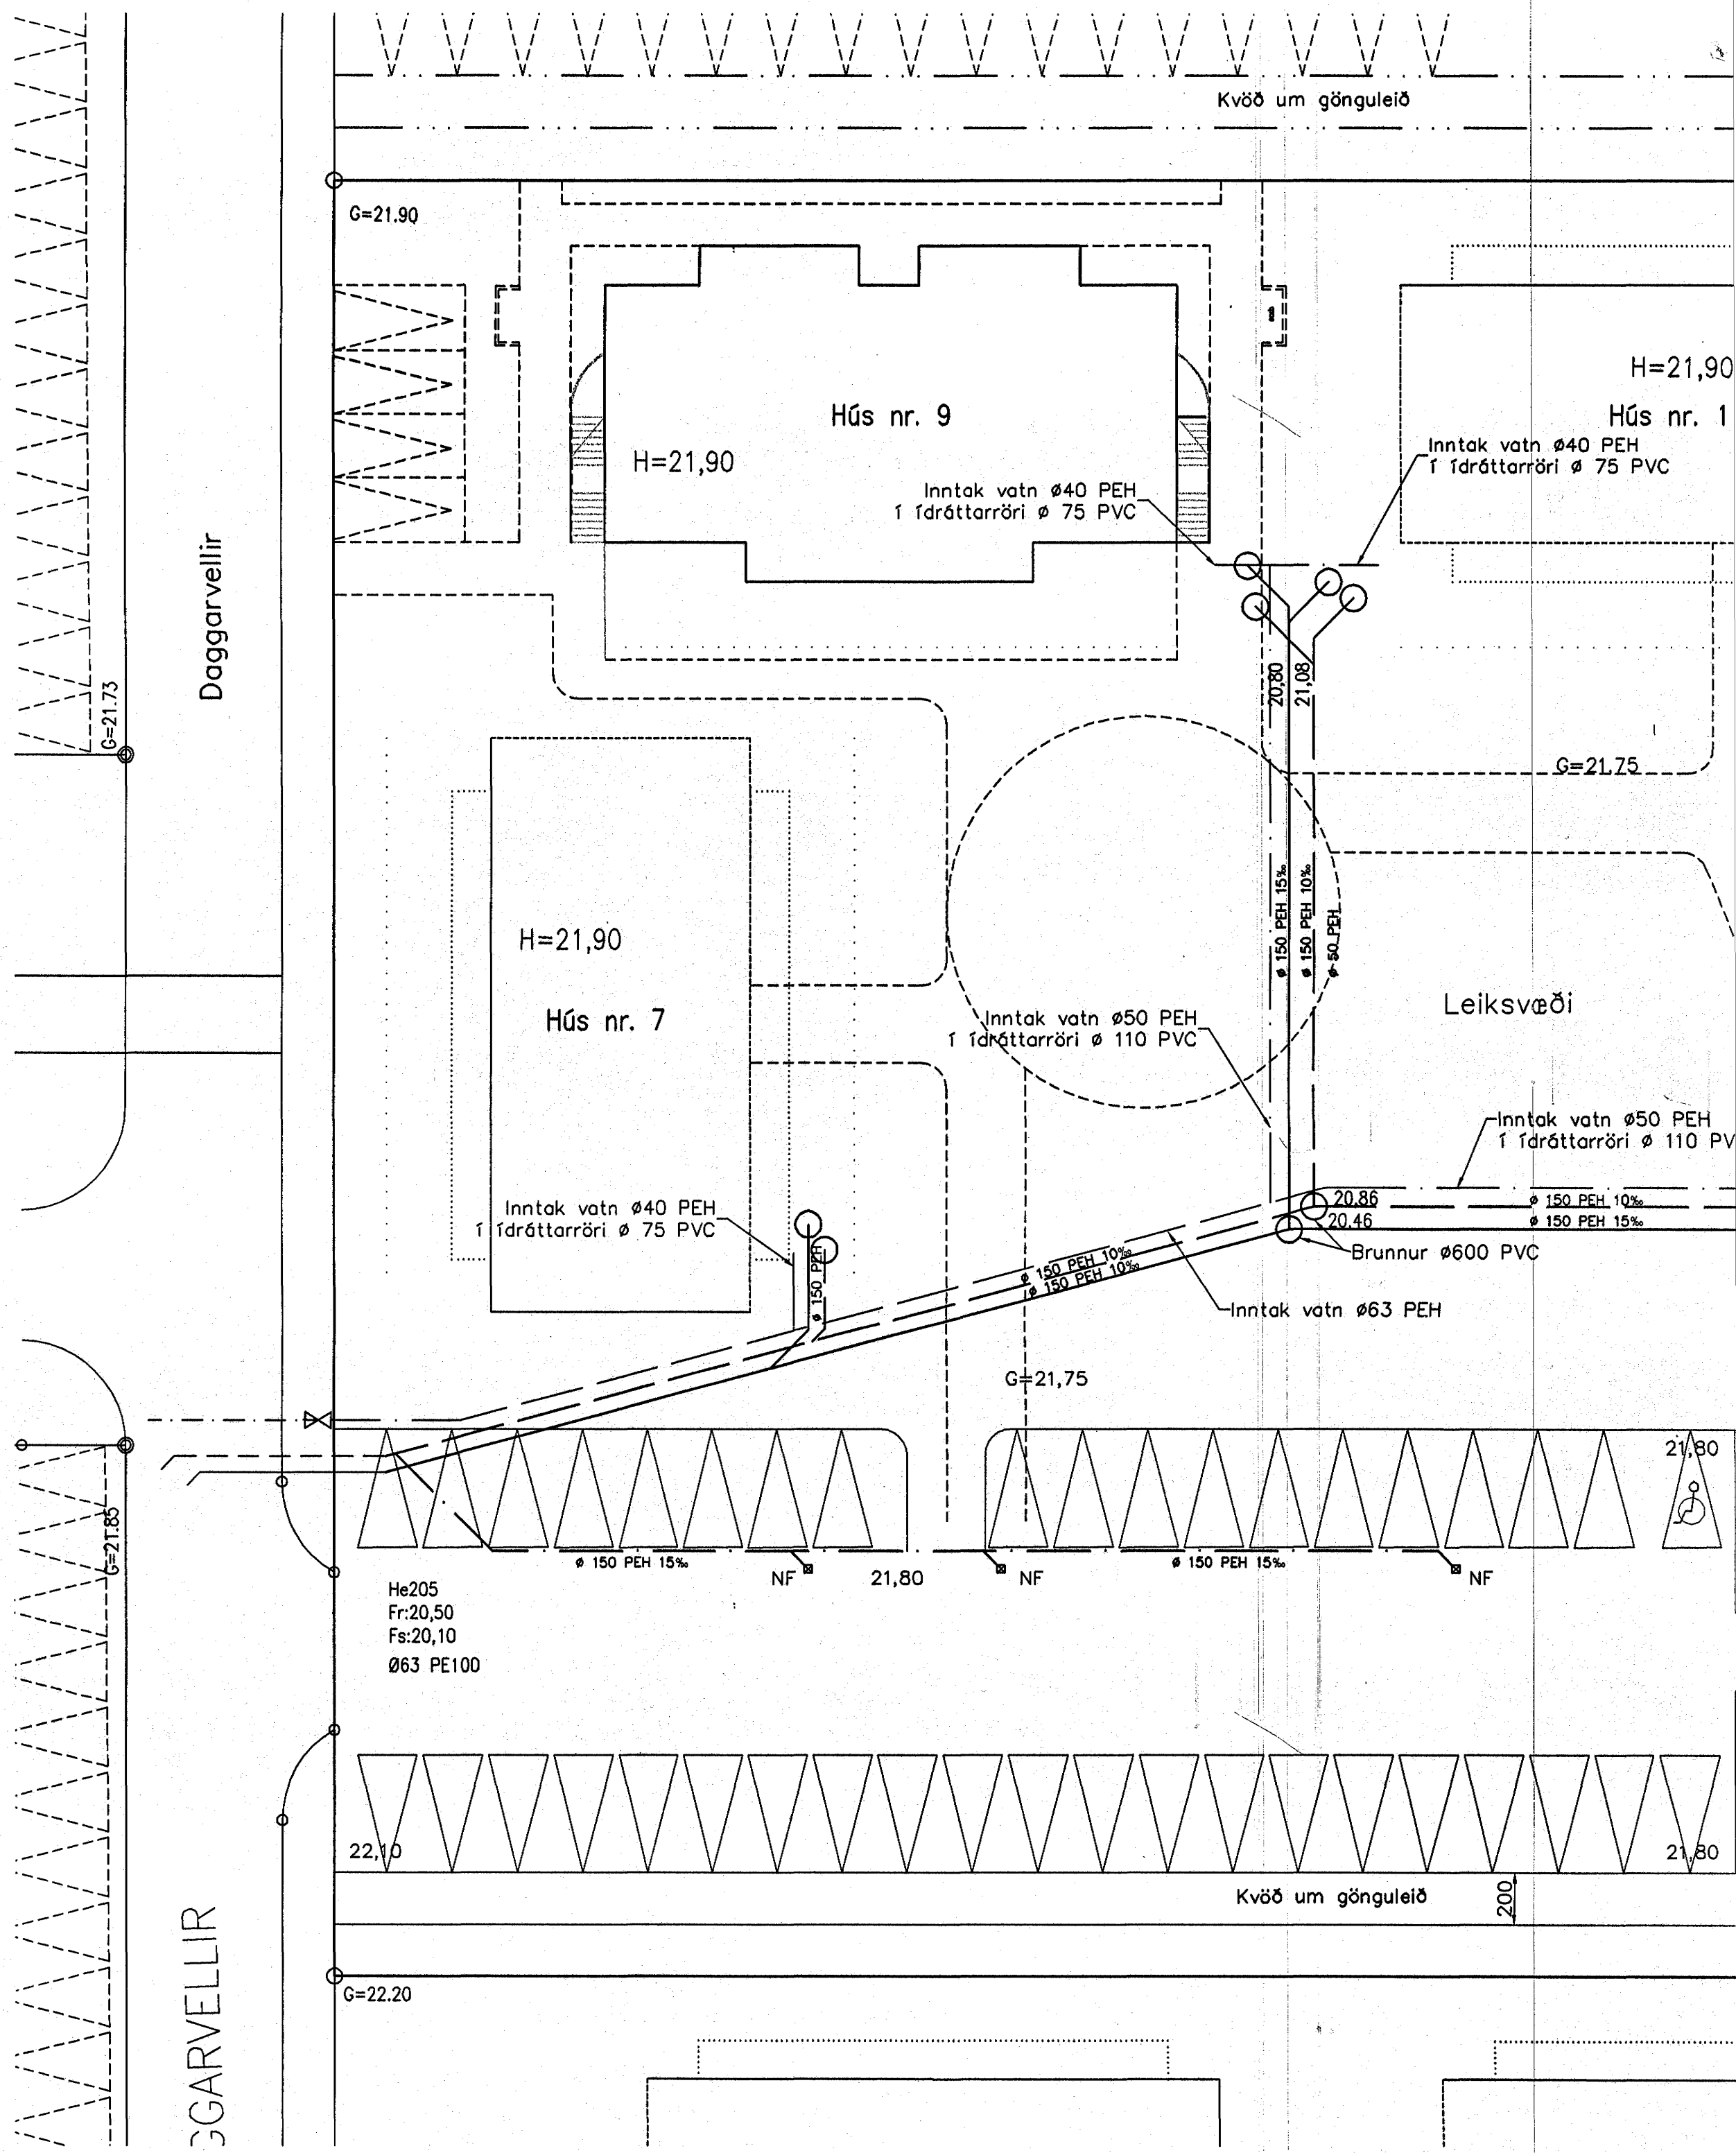 Kvöð um gönguleið
G=21.90
H=21,90
Hús nr. 1
Hús nr. 9
H=21,90
Inntak vatn ø40 PEH
í ídráttarröri ø 75 PVC
Inntak vatn ø40 PEH
í ídráttarröri ø 75 PVC
Daggarvellir
G=21.73
20,80
21,08
G=21.75
ø 150 PEH 15‰
ø 150 PEH 10‰
ø 50 PEH
H=21,90
Hús nr. 7
Leiksvæði
Inntak vatn ø50 PEH
í ídráttarröri ø 110 PVC
Inntak vatn ø50 PEH
í ídráttarröri ø 110 PV
Inntak vatn ø40 PEH
í ídráttarröri ø 75 PVC
20.86
20.46
ø 150 PEH 10‰
ø 150 PEH 15‰
Brunnur ø600 PVC
ø 150 PEH
ø 150 PEH 10‰
ø 150 PEH 10‰
Inntak vatn ø63 PEH
G=21,75
21,80
G=21.85
ø 150 PEH 15‰
NF
21,80
NF
ø 150 PEH 15‰
NF
He205
Fr:20,50
Fs:20,10
Ø63 PE100
22,10
21,80
Kvöð um gönguleið
200
GGARVELLIR
G=22.20